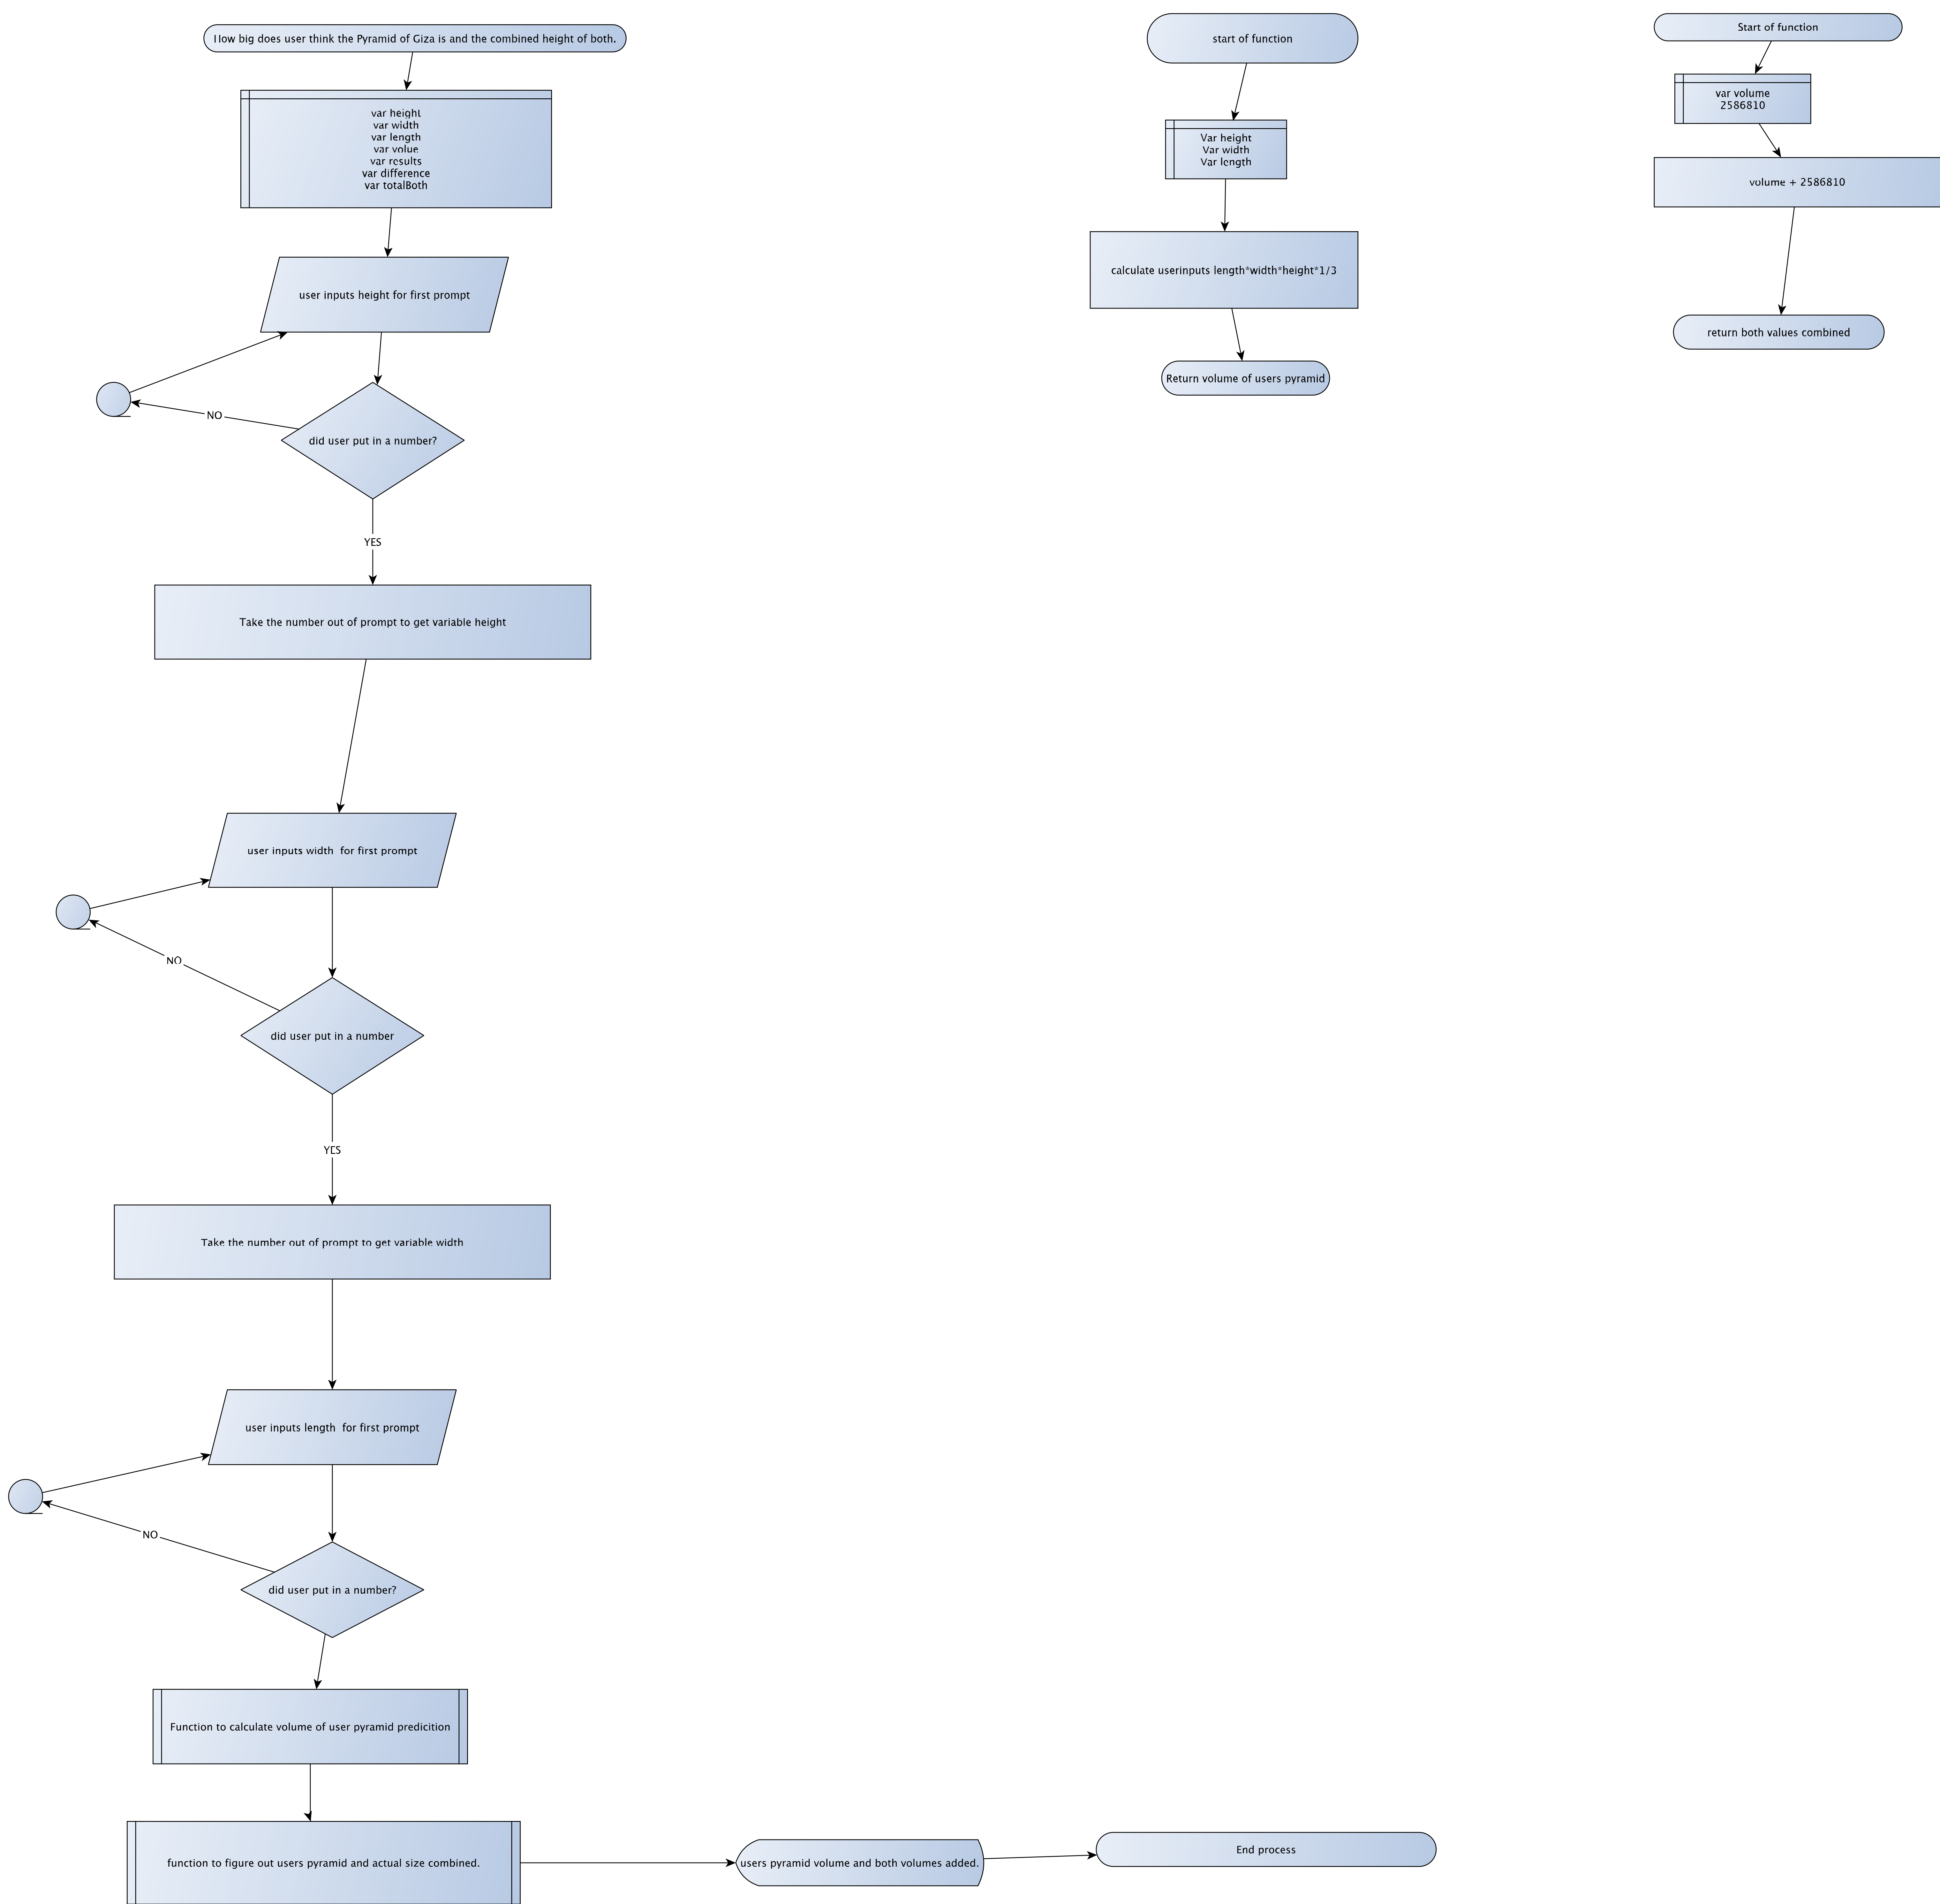 How big does user think the Pyramid of Giza is and the combined height of both.
var height
var width
var length
var volue
var results
var difference
var totalBoth
user inputs height for first prompt
NO
did user put in a number?
YES
Take the number out of prompt to get variable height
user inputs width for first prompt
NO
did user put in a number
YES
Take the number out of prompt to get variable width
user inputs length for first prompt
NO
did user put in a number?
Function to calculate volume of user pyramid predicition
function to figure out users pyramid and actual size combined.
users pyramid volume and both volumes added.
End process
start of function
Var height
Var width
Var length
calculate userinputs length*width*height*1/3
Return volume of users pyramid
Start of function
var volume
2586810
volume + 2586810
return both values combined